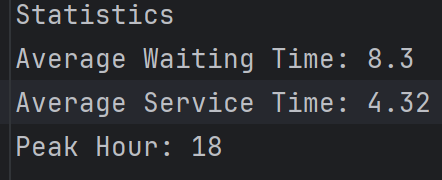 Statistics
Average Waiting Time: 8.3
Average Service Time: 4.32
Peak Hour: 18